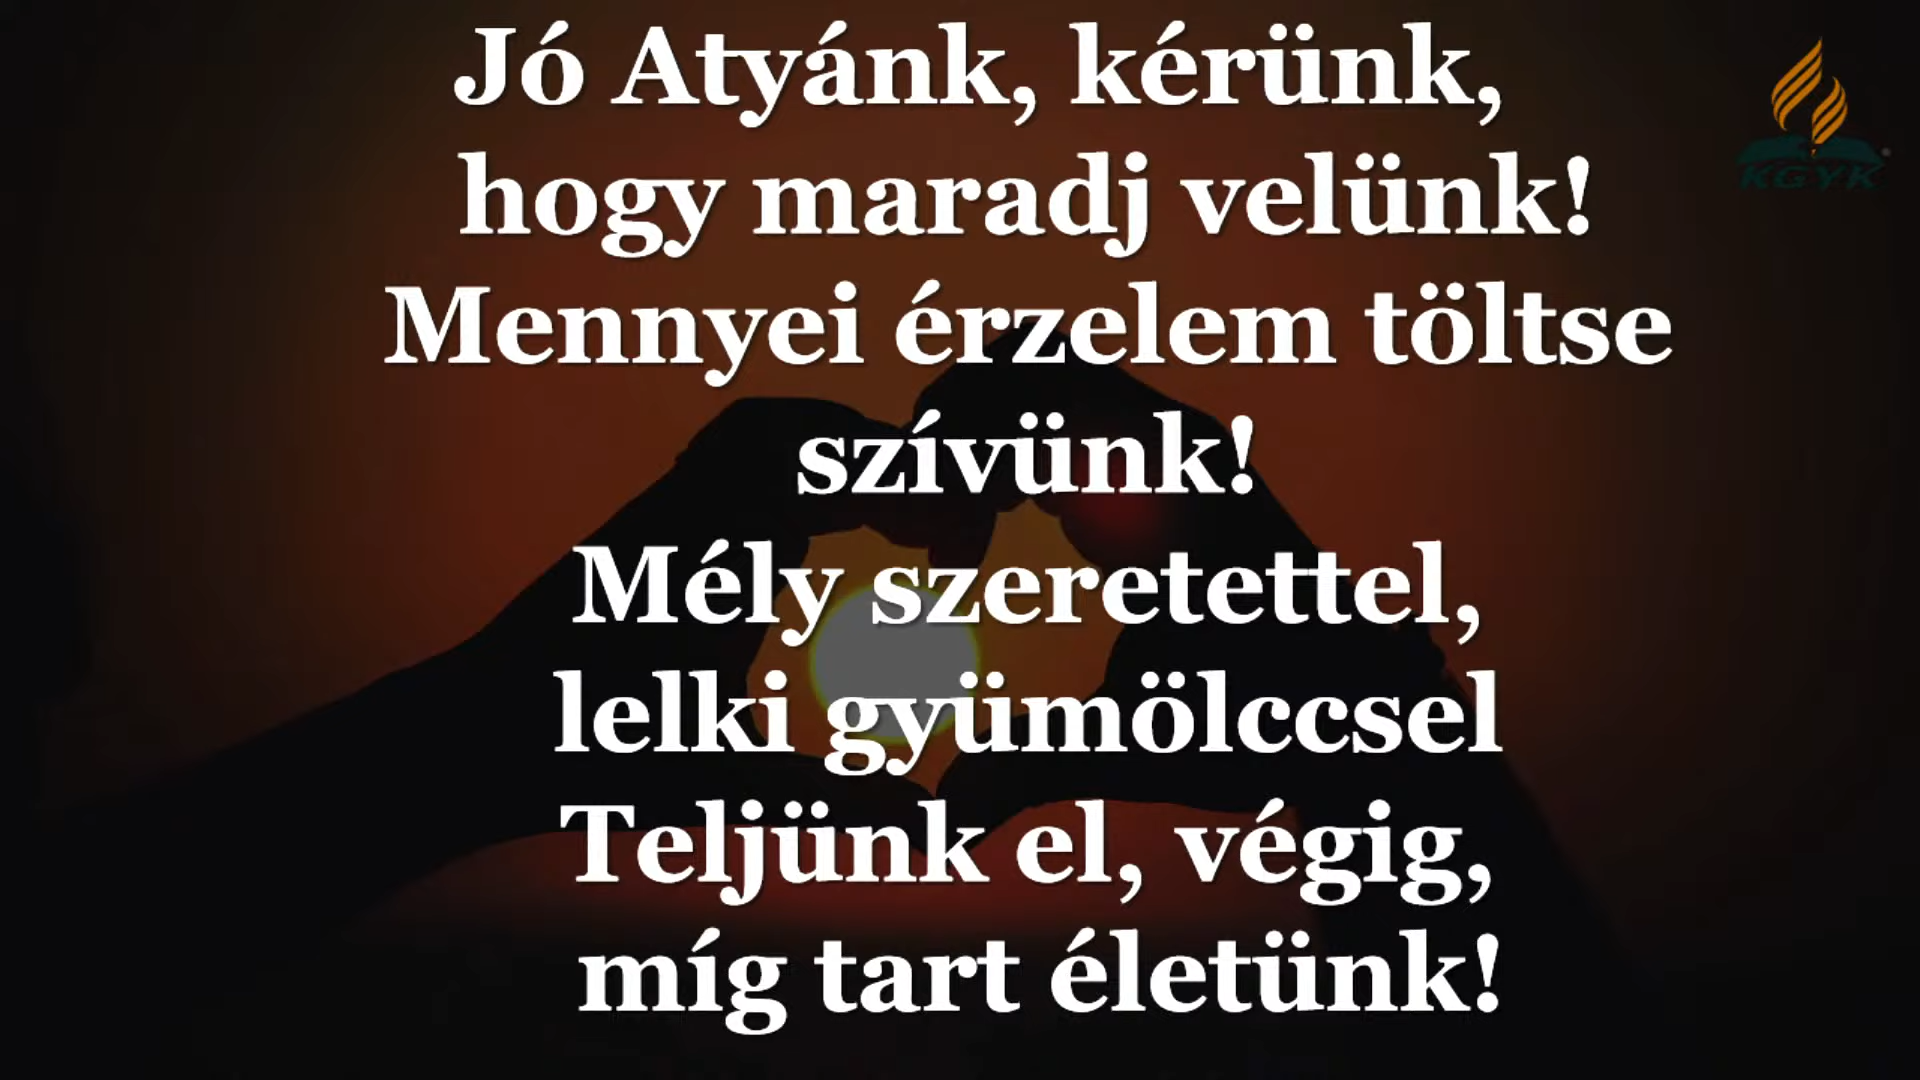 Jó Atyánk, kérünk,
hogy maradj velünk!
Mennyei érzelem töltse
szívünk!
Mély szeretettel,
lelki gyümölccsel
Teljünk el, végig,
míg tart életünk!
KGYK